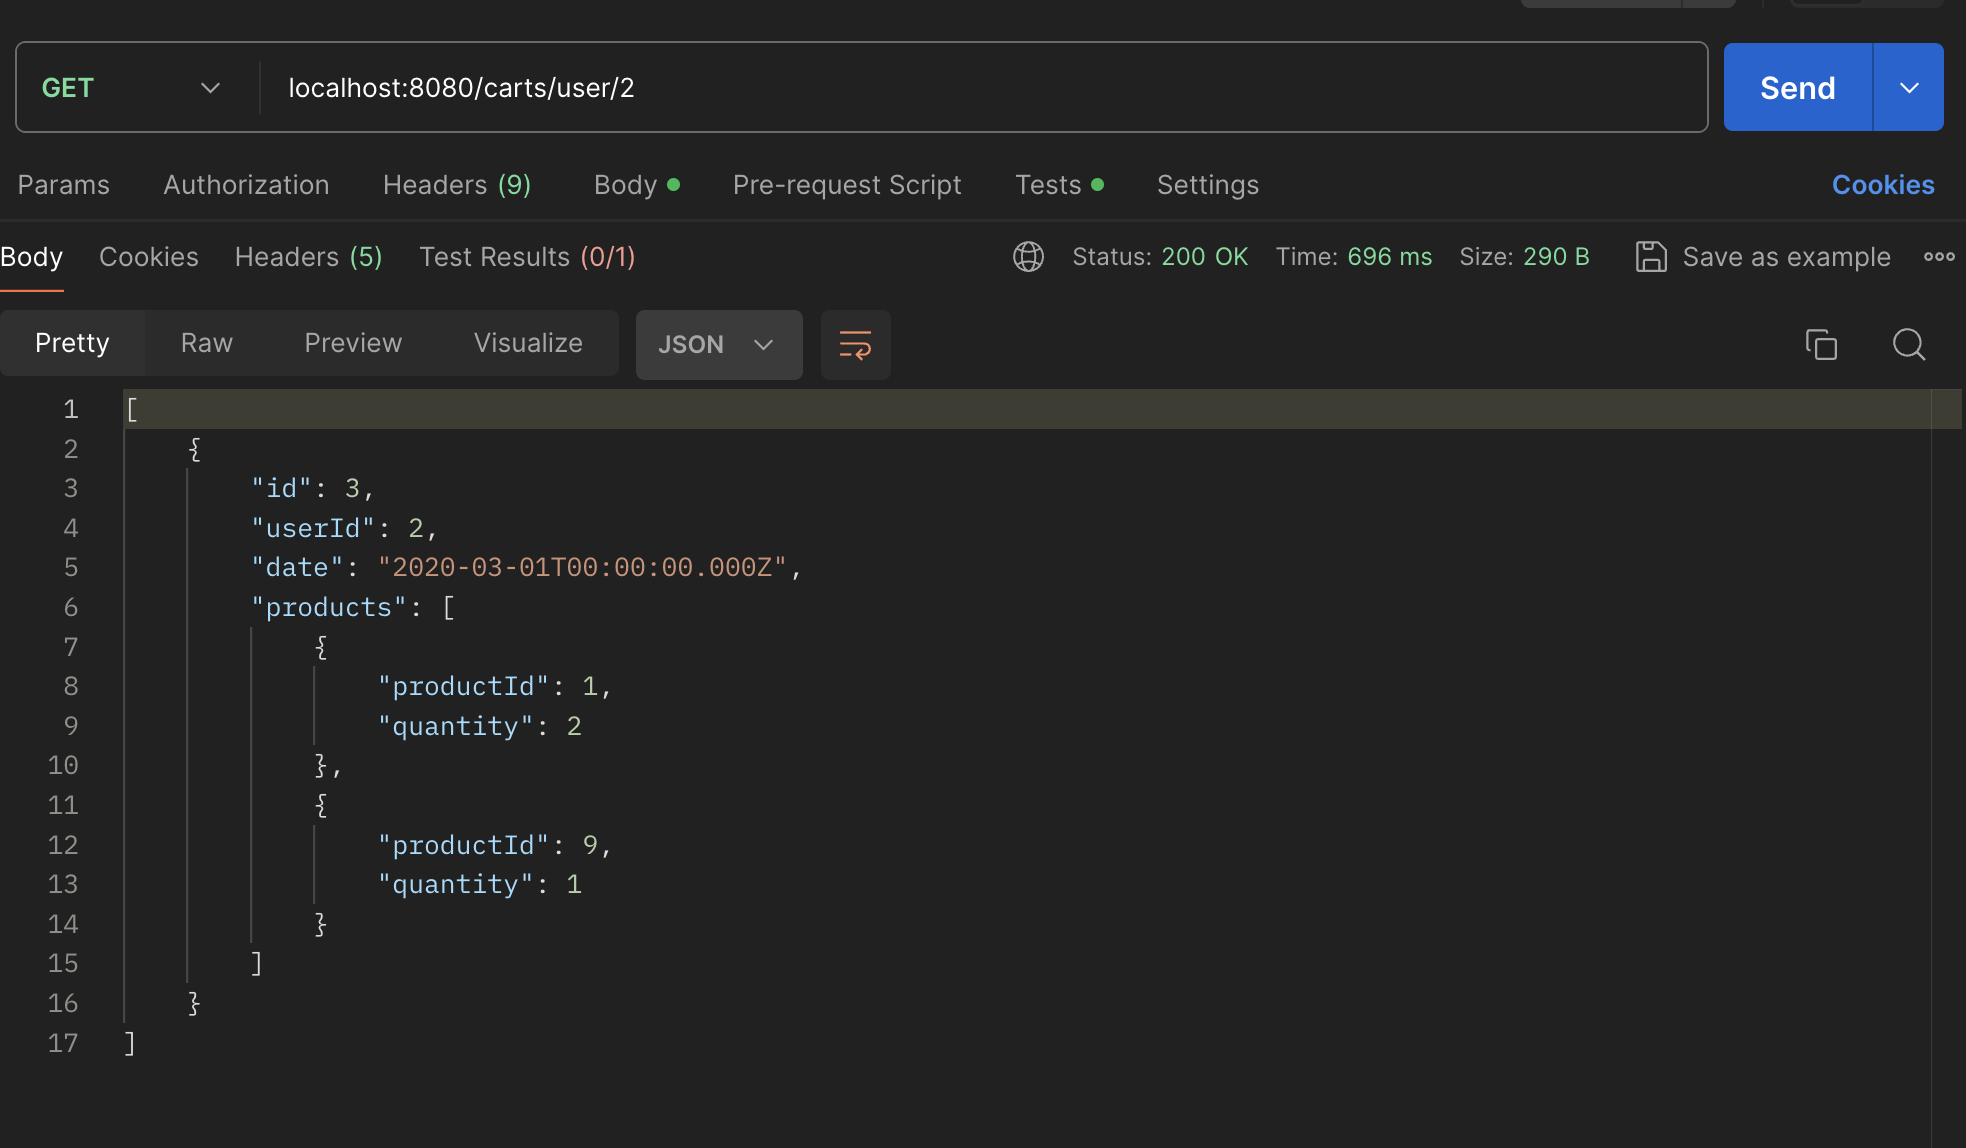 GET localhost:8080/carts/user/2 Send
Params Authorization Headers (9) Body Pre-request Script Tests Settings Cookies
Body Cookies Headers (5) Test Results (0/1) Status: 200 OK Time: 696 ms Size: 290 B Save as example
Pretty Raw Preview Visualize JSON
1 [
2 {
3 "id": 3,
4 "userId": 2,
5 "date": "2020-03-01T00:00:00.000Z",
6 "products": [
7 {
8 "productId": 1,
9 "quantity": 2
10 },
11 {
12 "productId": 9,
13 "quantity": 1
14 }
15 ]
16 }
17 ]